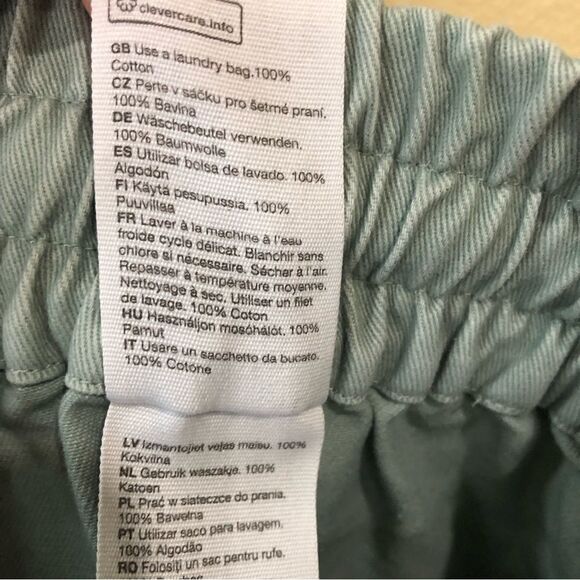 clevercare.info
GB Use a laundry bag.100%
Cotton
CZ Perte v sáčku pro šetrné praní.
100% Bavlna
DE Wäschebeutel verwenden.
100% Baumwolle
ES Utilizar bolsa de lavado. 100%
Algodón
FI Käytä pesupussia. 100%
Puuvillaa
FR Laver à la machine à l'eau
froide cycle délicat. Blanchir sans
chlore si nécessaire. Sécher à l'air.
Repasser à température moyenne.
Nettoyage à sec. Utiliser un filet
de lavage. 100% Coton
HU Használjon mosóhálót. 100%
Pamut
IT Usare un sacchetto da bucato.
100% Cotone
LV Izmantojiet veļas maisu. 100%
Kokvilna
NL Gebruik waszakje. 100%
Katoen
PL Prać w siateczce do prania.
100% Bawełna
PT Utilizar saco para lavagem.
100% Algodão
RO Folosiți un sac pentru rufe.